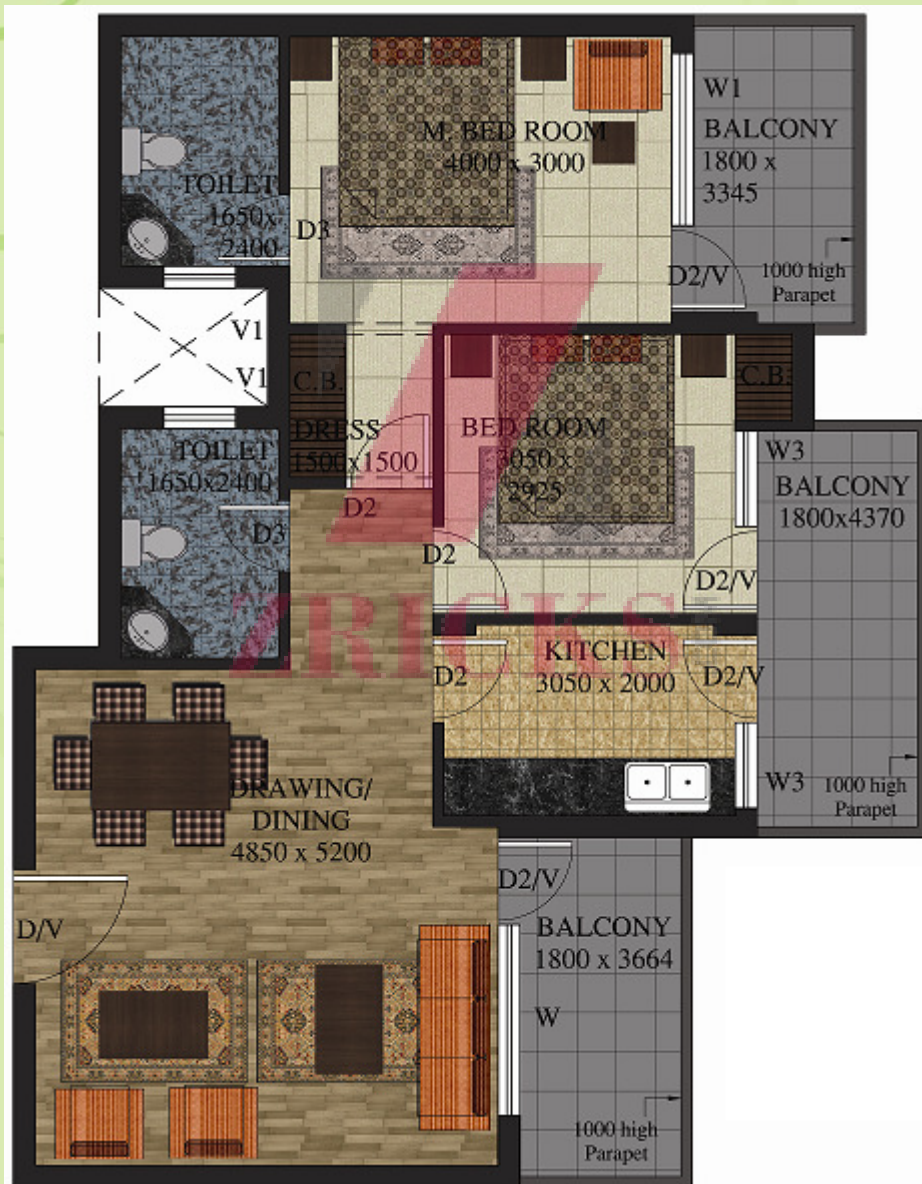 W1
BALCONY
1800 x
3345
1000 high
Parapet
M. BED ROOM
4000 x 3000
TOILET
1650x
2400
D3
D2/V
V1
V1
C.B.
DRESS
1500x1500
D2
BED ROOM
3050 x
2925
C.B.
W3
BALCONY
1800x4370
TOILET
1650x2400
D3
D2
D2/V
ZRICKS
KITCHEN
3050 x 2000
D2
D2/V
W3
1000 high
Parapet
DRAWING/
DINING
4850 x 5200
D/V
D2/V
BALCONY
1800 x 3664
W
1000 high
Parapet